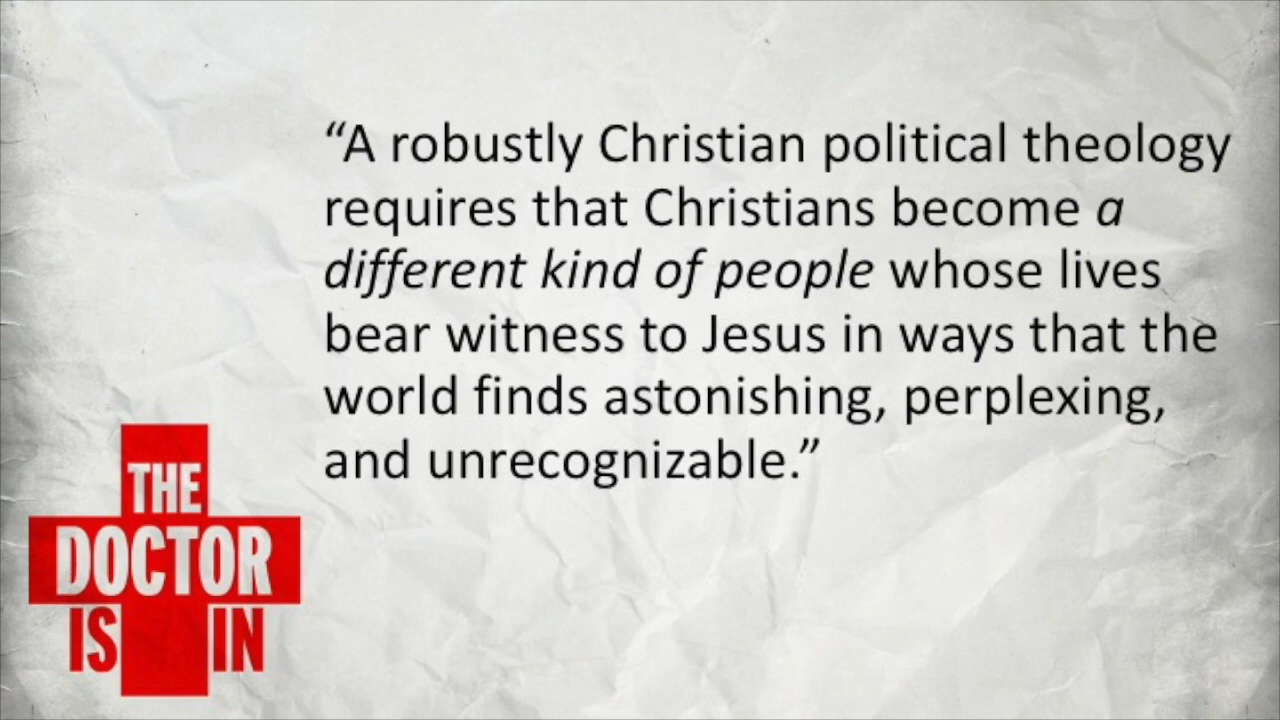 “A robustly Christian political theology
requires that Christians become a
different kind of people whose lives
bear witness to Jesus in ways that the
world finds astonishing, perplexing,
and unrecognizable.”
THE
DOCTOR
IS IN